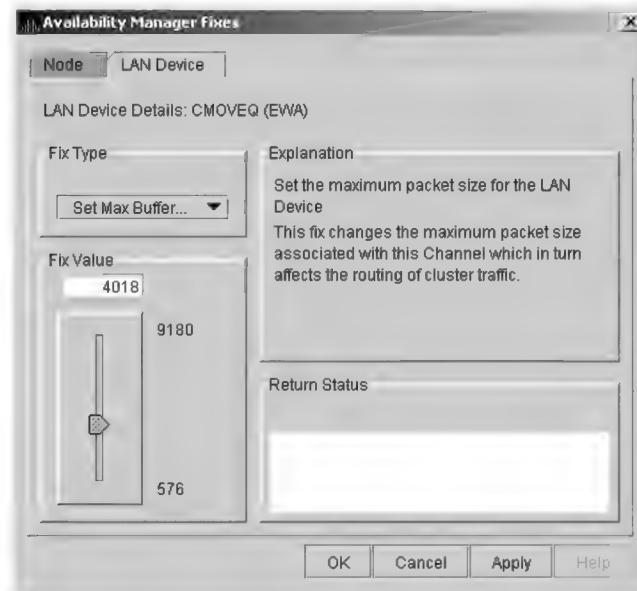 Availability Manager Fixes
Node
LAN Device
LAN Device Details: CMOVEQ (EWA)
Fix Type
Set Max Buffer...
Explanation
Set the maximum packet size for the LAN
Device
This fix changes the maximum packet size
associated with this Channel which in turn
affects the routing of cluster traffic.
Fix Value
4018
9180
576
Return Status
OK
Cancel
Apply
Help